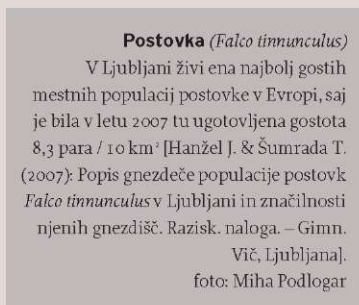 Postovka (Falco tinnunculus)
V Ljubljani živi ena najbolj gostih
mestnih populacij postovke v Evropi, saj
je bila v letu 2007 tu ugotovljena gostota
8,3 para / 10 km² [Hanžel J. & Šumrada T.
(2007): Popis gnezdeče populacije postovk
Falco tinnunculus v Ljubljani in značilnosti
njenih gnezdišč. Razisk. naloga. – Gimn.
Vič, Ljubljana].
foto: Miha Podlogar